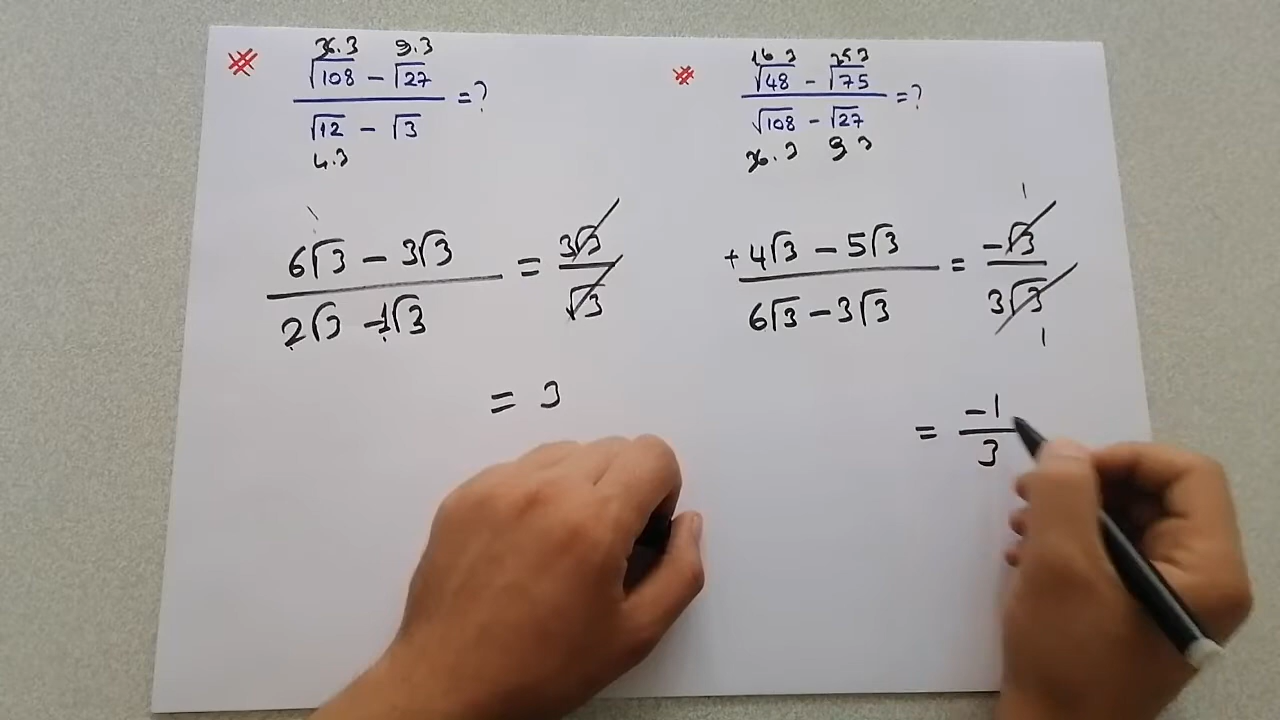 36.3 9.3
√108 − √27
= ?
√12 − √3
4.3
6√3 − 3√3 = 3√3
2√3 − 1√3 √3
= 3
16 3 25 3
√48 − √75
= ?
√108 − √27
36.3 9 3
1
+4√3 − 5√3 = −√3
6√3 − 3√3 3√3
1
= −1
3